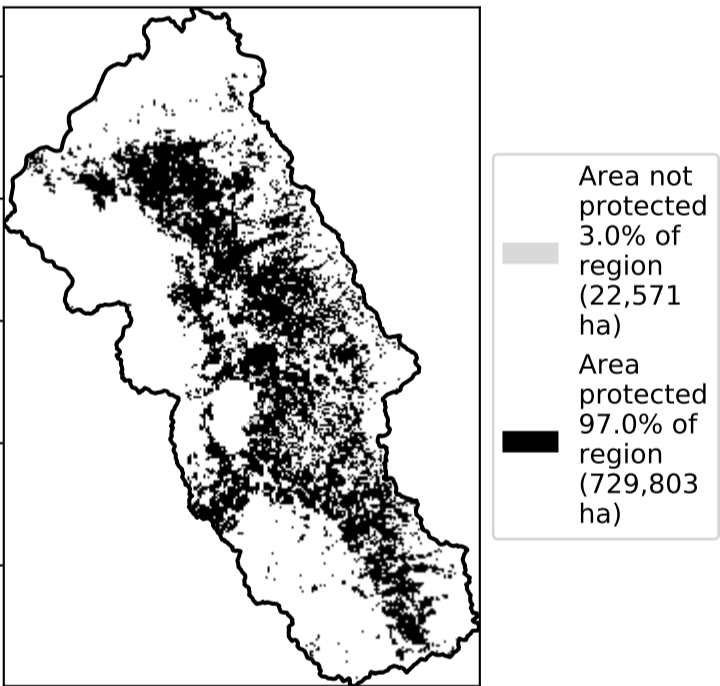 Area not
protected
3.0% of
region
(22,571
ha)
Area
protected
97.0% of
region
(729,803
ha)